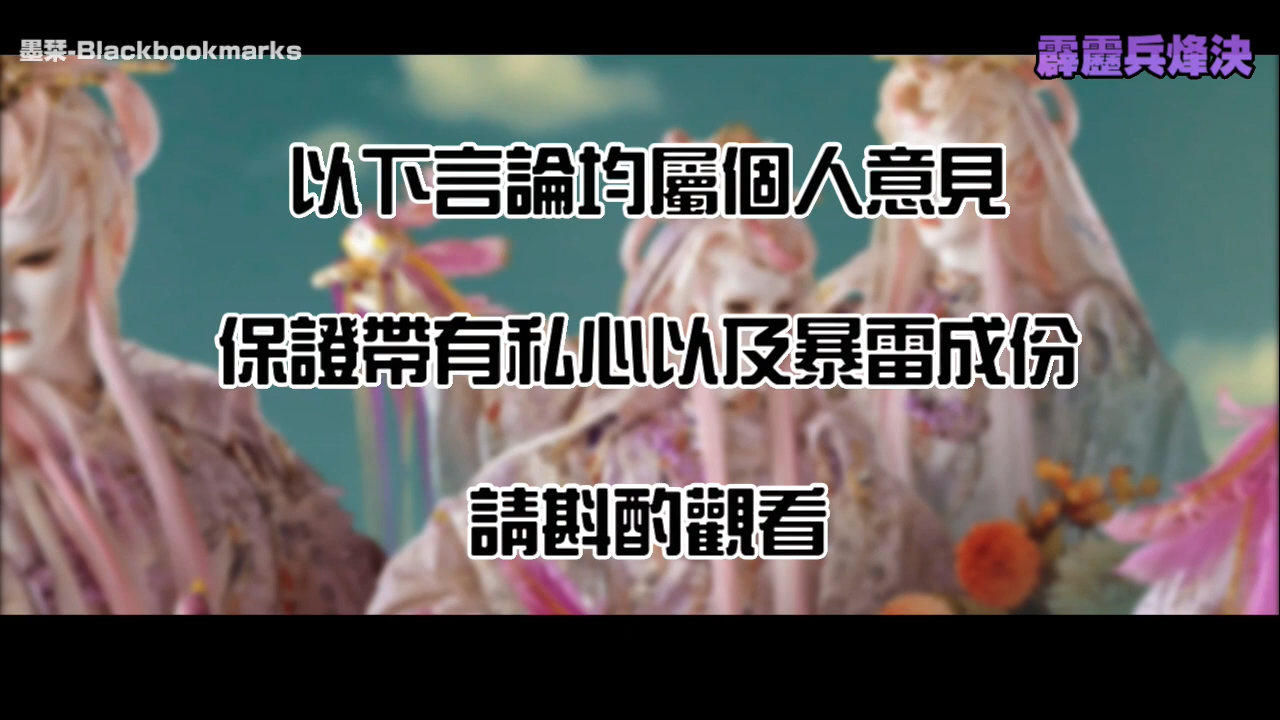 墨栞-Blackbookmarks
霹靂兵烽決
以下言論均屬個人意見
保證帶有私心以及暴雷成份
請斟酌觀看